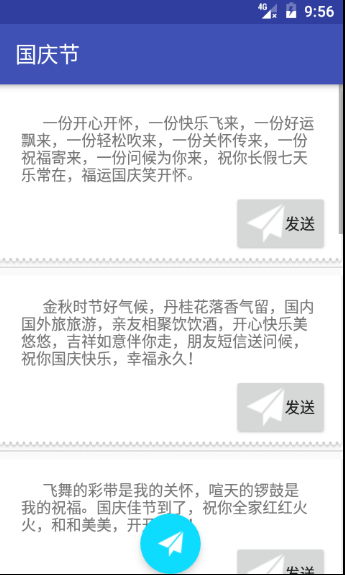 4G 9:56
国庆节
一份开心开怀，一份快乐飞来，一份好运
飘来，一份轻松吹来，一份关怀传来，一份
祝福寄来，一份问候为你来，祝你长假七天
乐常在，福运国庆笑开怀。
发送
金秋时节好气候，丹桂花落香气留，国内
国外旅旅游，亲友相聚饮饮酒，开心快乐美
悠悠，吉祥如意伴你走，朋友短信送问候，
祝你国庆快乐，幸福永久！
发送
飞舞的彩带是我的关怀，喧天的锣鼓是
我的祝福。国庆佳节到了，祝你全家红红火
火，和和美美，开开
发送